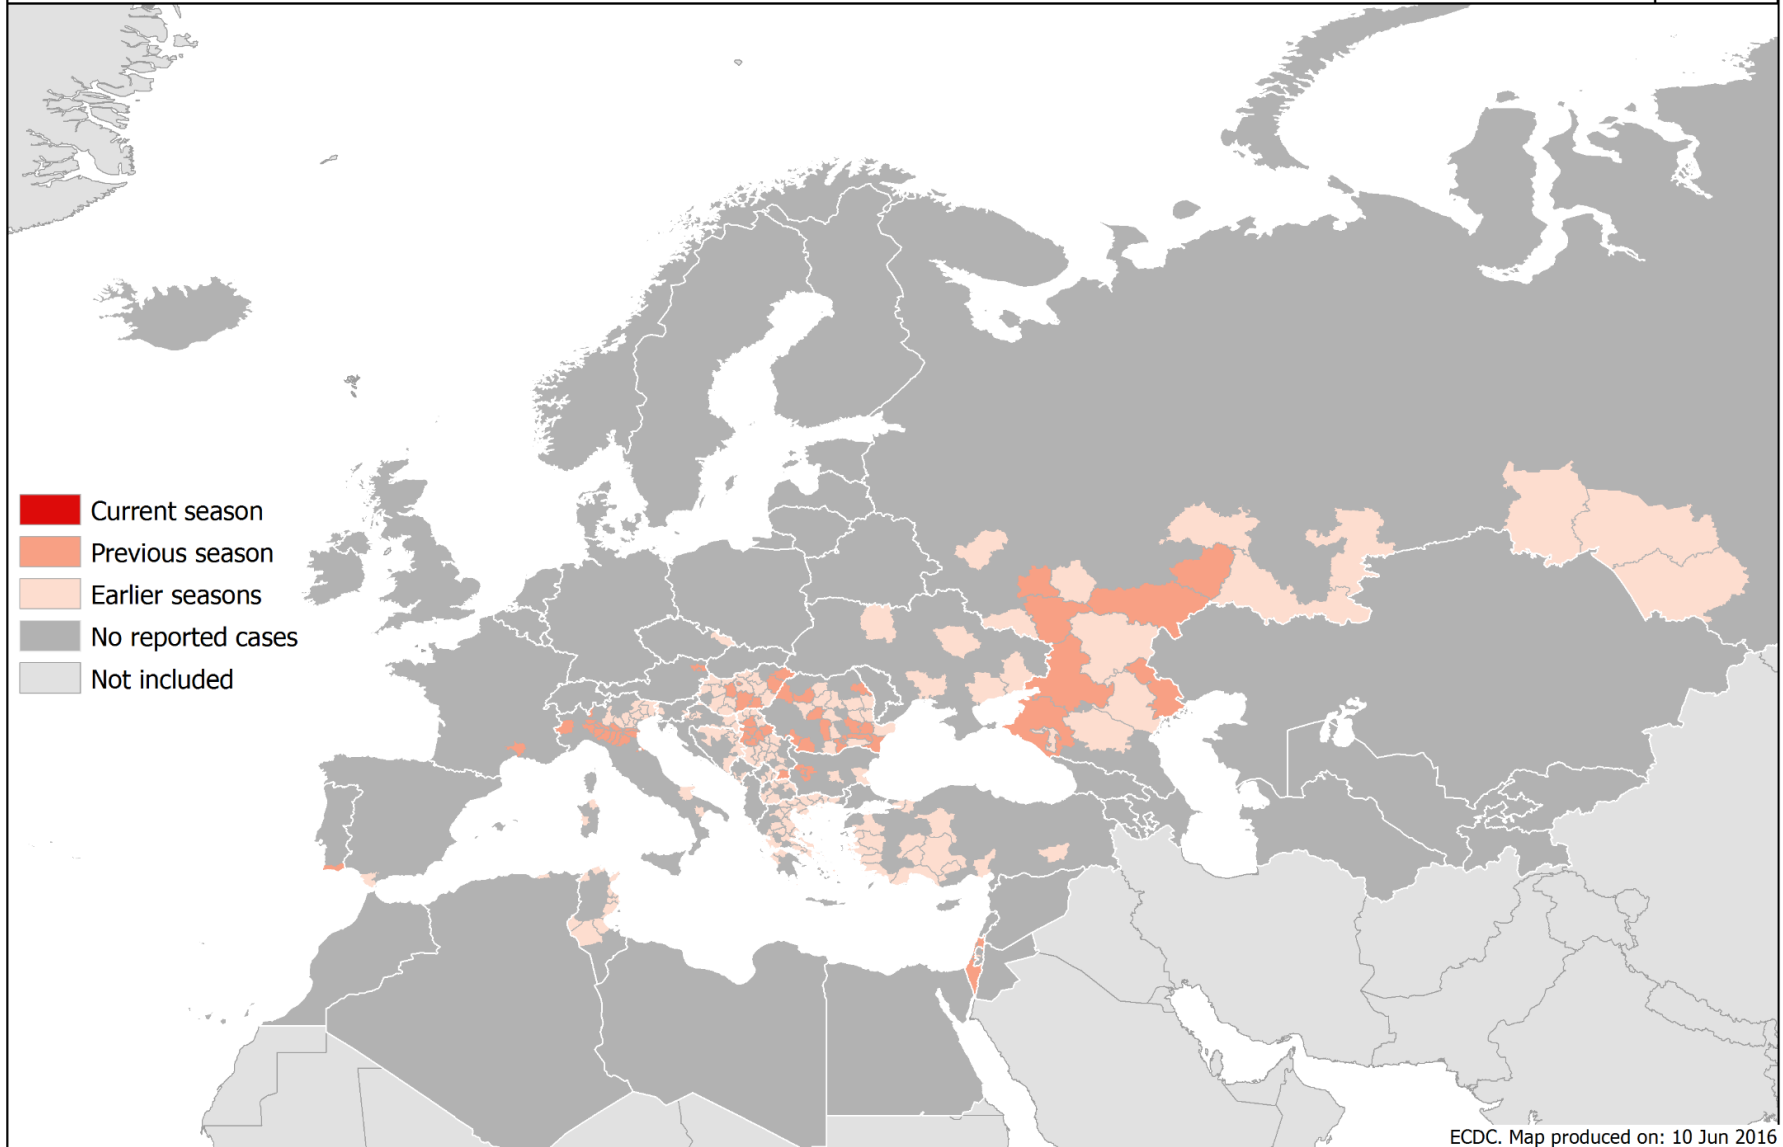 Current season
Previous season
Earlier seasons
No reported cases
Not included
ECDC. Map produced on: 10 Jun 2016